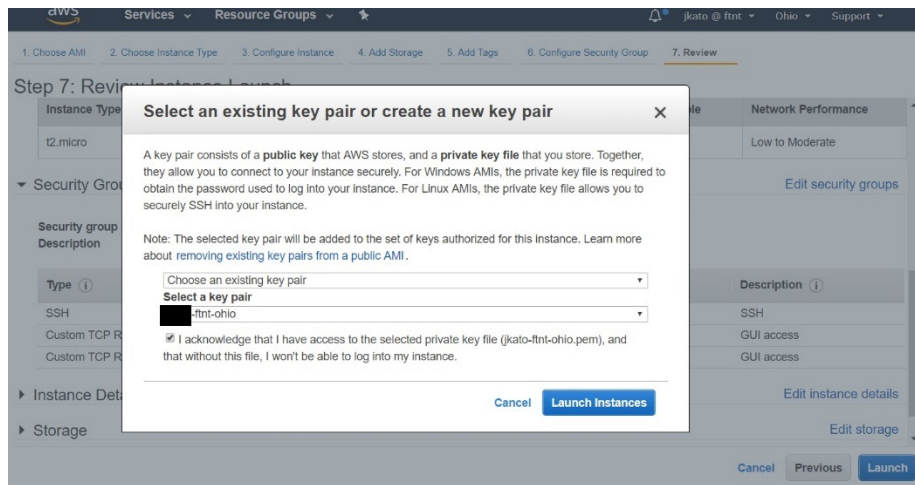 aws Services Resource Groups jkato @ ftnt Ohio Support
1. Choose AMI 2. Choose Instance Type 3. Configure Instance 4. Add Storage 5. Add Tags 6. Configure Security Group 7. Review
Step 7: Review Instance Launch
Instance Type Network Performance
t2.micro Low to Moderate
Select an existing key pair or create a new key pair
A key pair consists of a public key that AWS stores, and a private key file that you store. Together,
they allow you to connect to your instance securely. For Windows AMIs, the private key file is required to
obtain the password used to log into your instance. For Linux AMIs, the private key file allows you to
securely SSH into your instance.
Note: The selected key pair will be added to the set of keys authorized for this instance. Learn more
about removing existing key pairs from a public AMI.
Choose an existing key pair
Select a key pair
-ftnt-ohio
I acknowledge that I have access to the selected private key file (jkato-ftnt-ohio.pem), and
that without this file, I won't be able to log into my instance.
Cancel Launch Instances
Security Grou Edit security groups
Security group
Description
Type Description
SSH SSH
Custom TCP R GUI access
Custom TCP R GUI access
Instance Deta Edit instance details
Storage Edit storage
Cancel Previous Launch